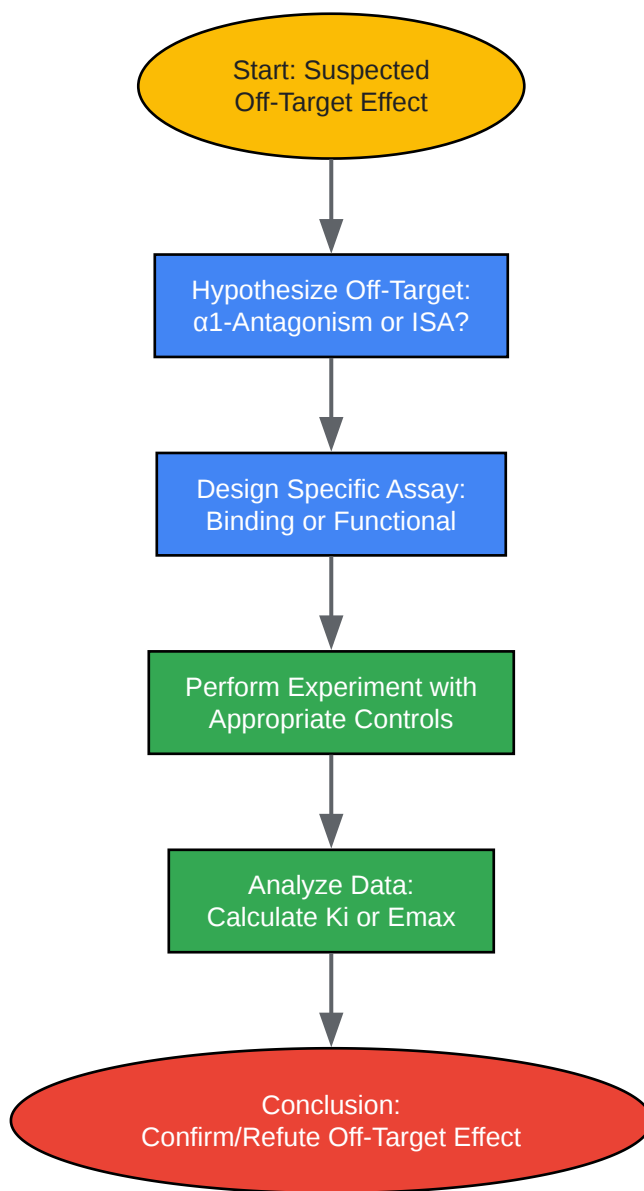 Start: Suspected
Off-Target Effect
Hypothesize Off-Target:
α1-Antagonism or ISA?
Design Specific Assay:
Binding or Functional
Perform Experiment with
Appropriate Controls
Analyze Data:
Calculate Ki or Emax
Conclusion:
Confirm/Refute Off-Target Effect